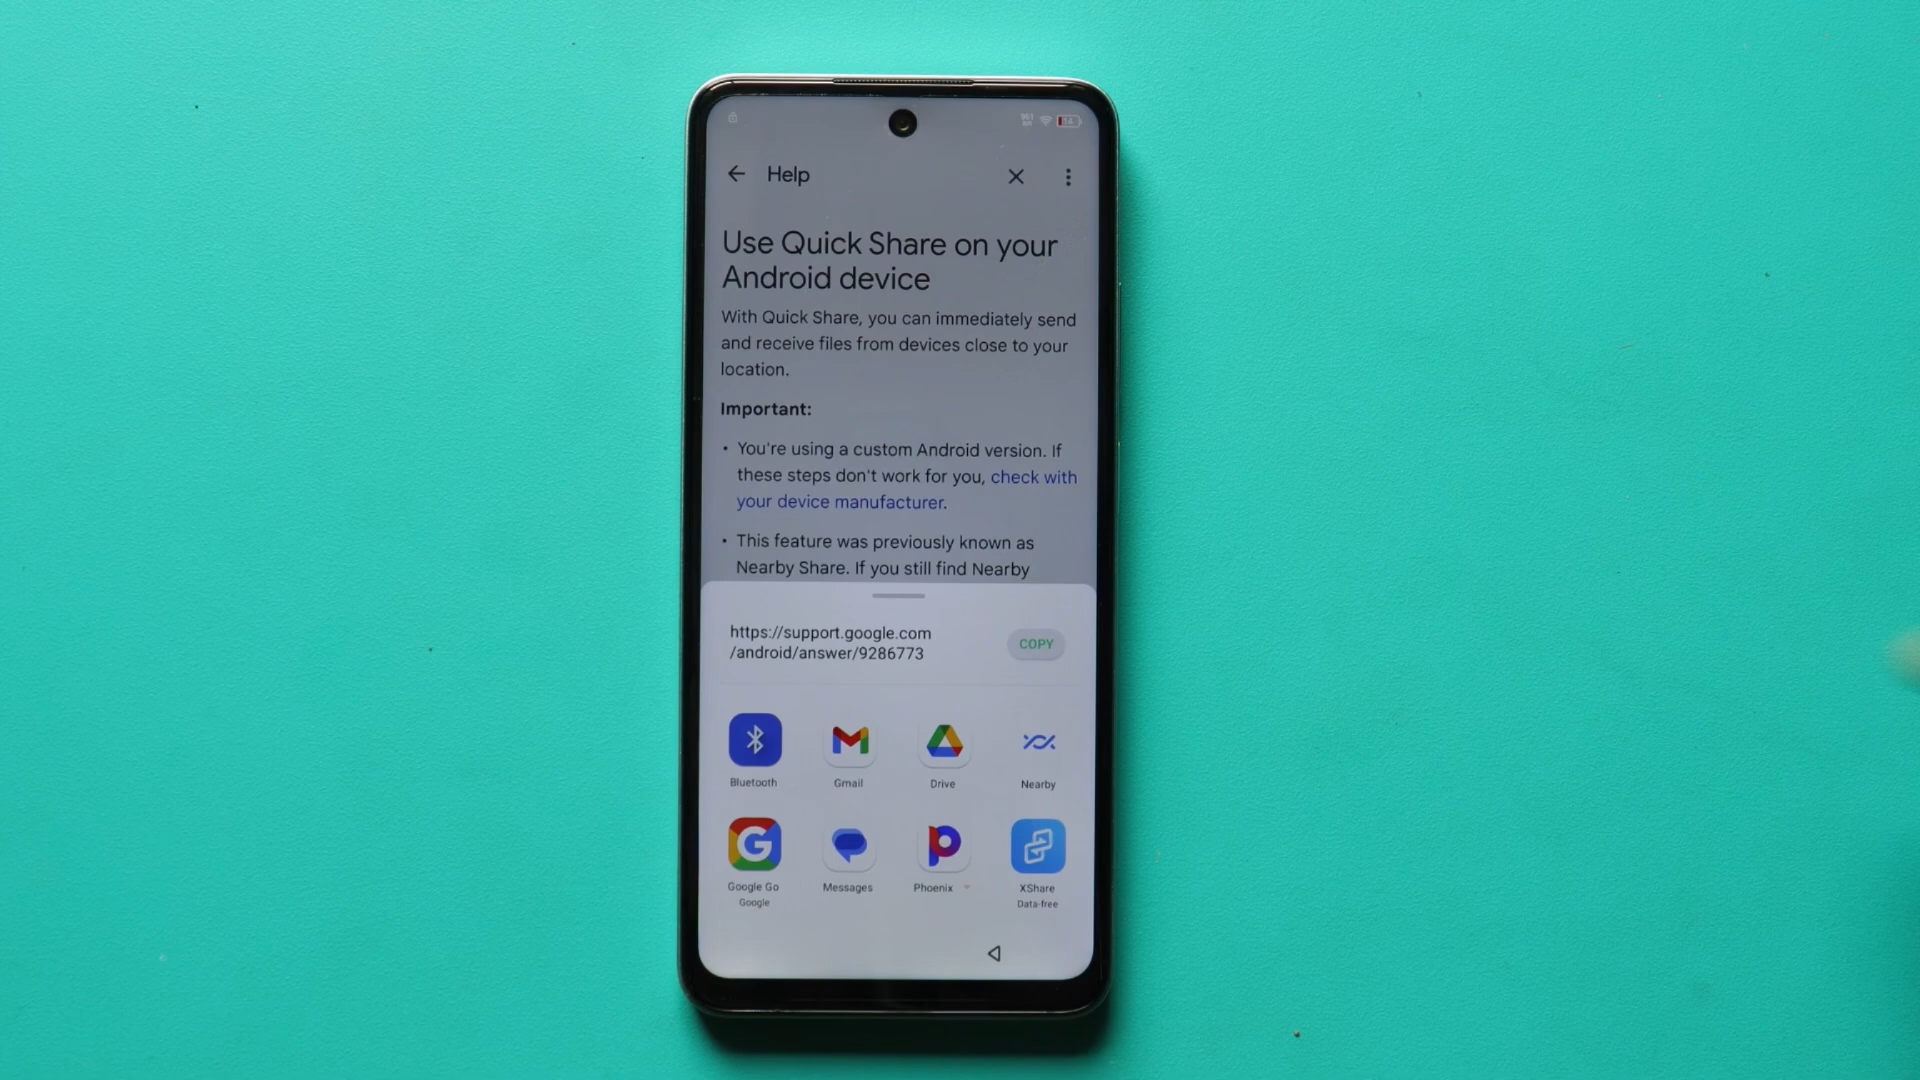 14
Help
Use Quick Share on your
Android device
With Quick Share, you can immediately send
and receive files from devices close to your
location.
Important:
• You're using a custom Android version. If
these steps don't work for you, check with
your device manufacturer.
• This feature was previously known as
Nearby Share. If you still find Nearby
https://support.google.com
/android/answer/9286773
COPY
Bluetooth
Gmail
Drive
Nearby
Google Go
Google
Messages
Phoenix
XShare
Data-free